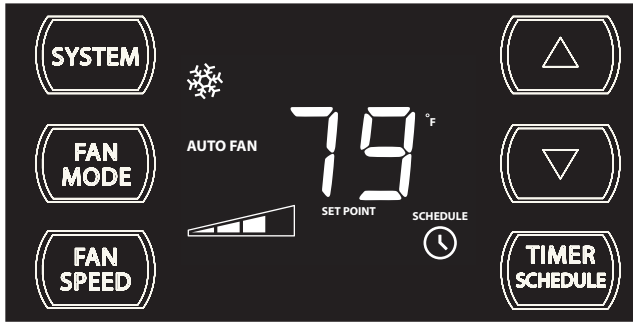 SYSTEM
FAN
MODE
FAN
SPEED
AUTO FAN
79
°F
SET POINT
SCHEDULE
TIMER
SCHEDULE